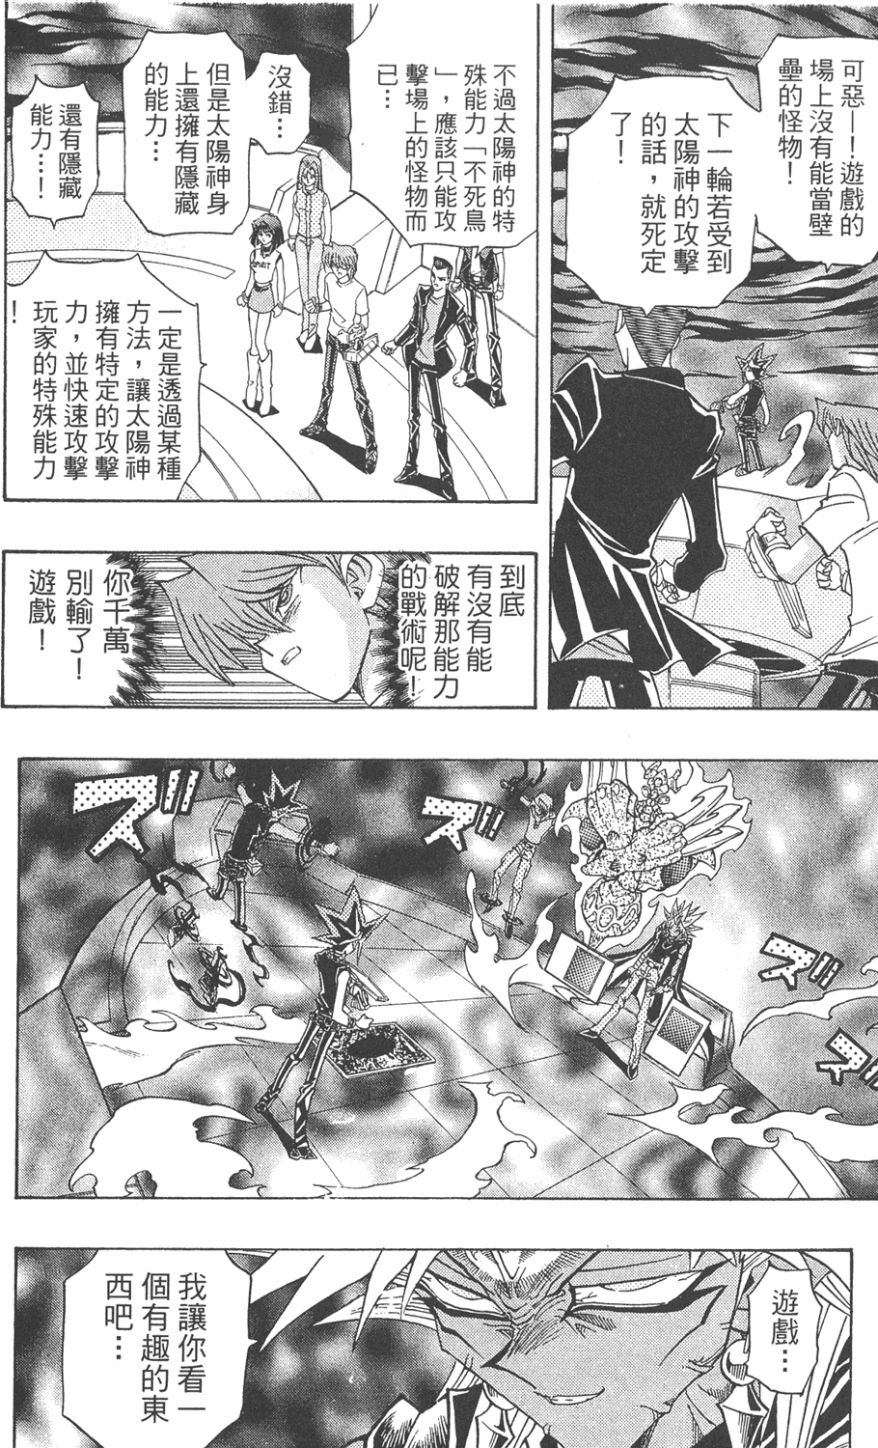 可惡—！遊戲的
場上沒有能當壁
壘的怪物！
下一輪若受到
太陽神的攻擊
的話，就死定
了！
不過太陽神的特
殊能力「不死鳥
」，應該只能攻
擊場上的怪物而
已…
沒錯…
但是太陽神身
上還擁有隱藏
的能力…
還有隱藏
能力…！
一定是透過某種
方法，讓太陽神
擁有特定的攻擊
力，並快速攻擊
玩家的特殊能力
！
到底
有沒有能
破解那能力
的戰術呢！
你千萬
別輸了！
遊戲！
ズ
ズ
ズ
ズ
遊戲…
我讓你看一
個有趣的東
西吧…